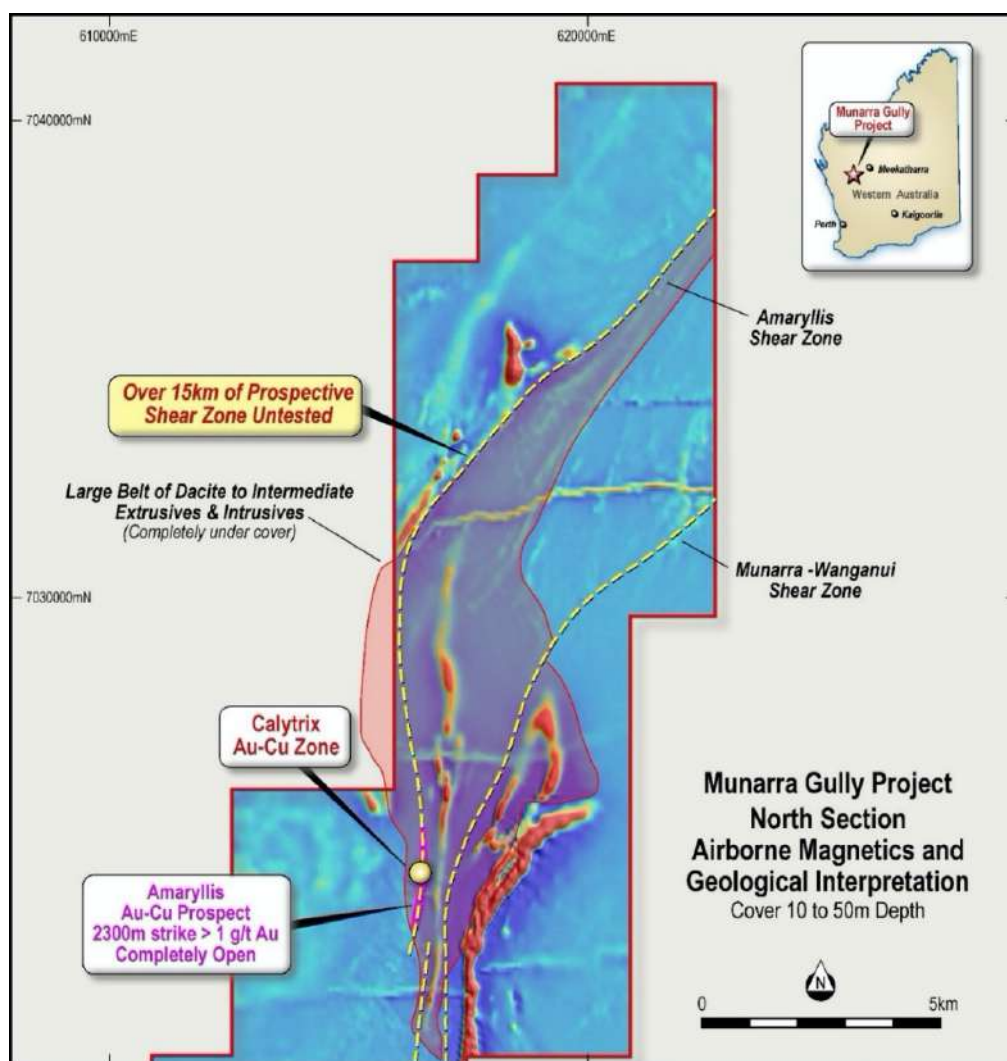 610000mE
620000mE
7040000mN
Munarra Gully
Project
Meekatharra
Western Australia
Perth
Kalgoorlie
Amaryllis
Shear Zone
Over 15km of Prospective
Shear Zone Untested
Large Belt of Dacite to Intermediate
Extrusives & Intrusives
(Completely under cover)
Munarra -Wanganui
Shear Zone
7030000mN
Calytrix
Au-Cu Zone
Amaryllis
Au-Cu Prospect
2300m strike > 1 g/t Au
Completely Open
Munarra Gully Project
North Section
Airborne Magnetics and
Geological Interpretation
Cover 10 to 50m Depth
N
0
5km